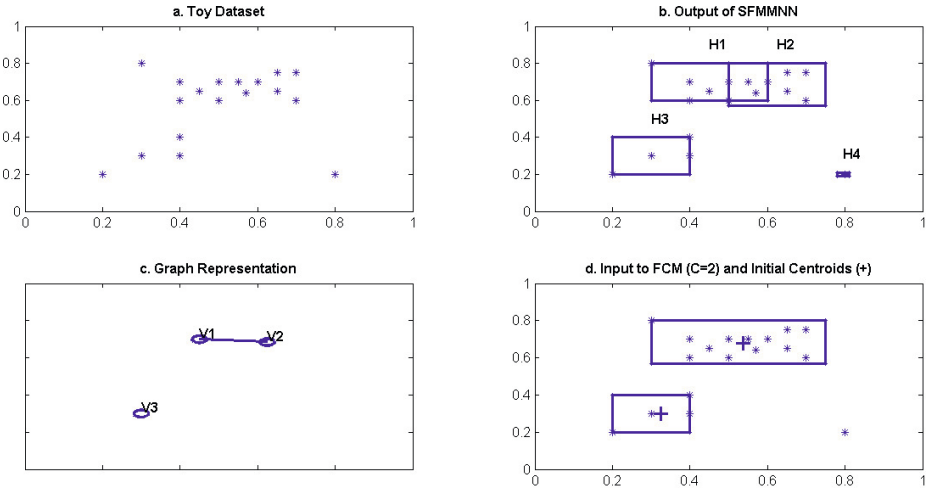 a. Toy Dataset
1
0.8
0.6
0.4
0.2
0
0 0.2 0.4 0.6 0.8 1
b. Output of SFMMNN
H1 H2
H3
H4
1
0.8
0.6
0.4
0.2
0
0 0.2 0.4 0.6 0.8 1
c. Graph Representation
V1 V2
V3
d. Input to FCM (C=2) and Initial Centroids (+)
1
0.8
0.6
0.4
0.2
0
0 0.2 0.4 0.6 0.8 1